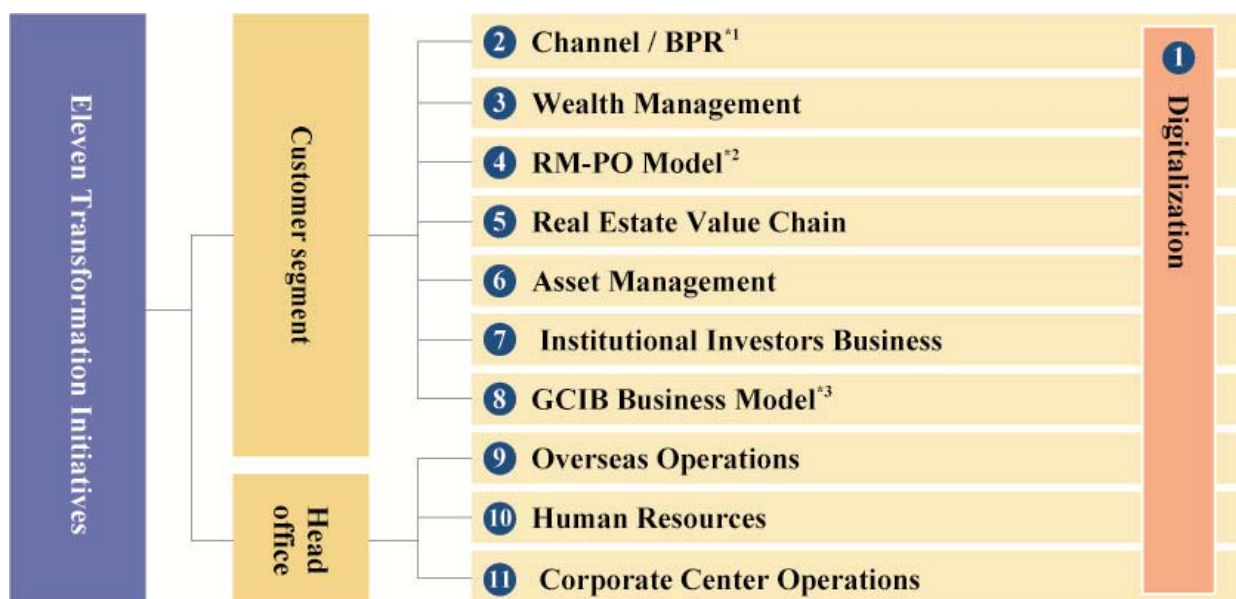 Eleven Transformation Initiatives
Customer segment
Head
office
2 Channel / BPR*1
3 Wealth Management
4 RM-PO Model*2
5 Real Estate Value Chain
6 Asset Management
7 Institutional Investors Business
8 GCIB Business Model*3
9 Overseas Operations
10 Human Resources
11 Corporate Center Operations
1 Digitalization